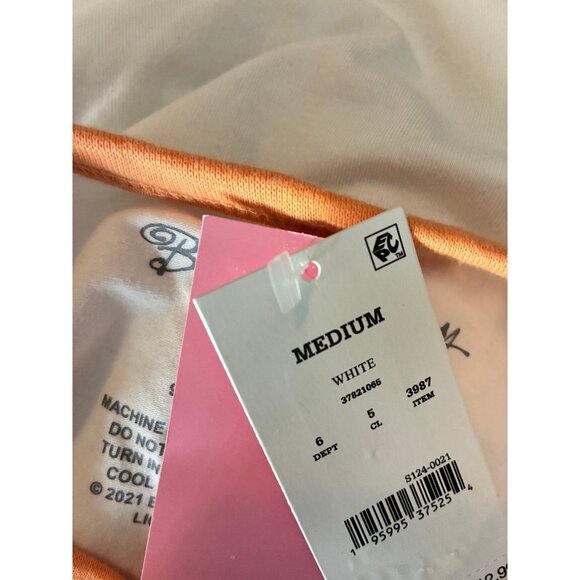 EPC™
MEDIUM
WHITE
37821065
6 5 3987
DEPT CL ITEM
S124-0021
1 95995 37525 4
MACHINE
DO NOT
TURN IN
COOL
© 2021